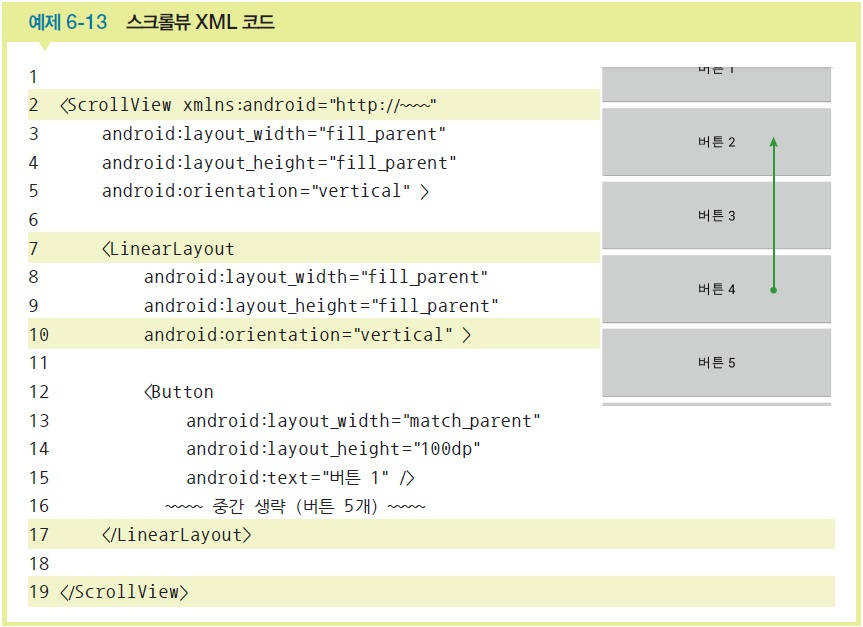 예제 6-13 스크롤뷰 XML 코드
1
2 <ScrollView xmlns:android="http://~~~~"
3 android:layout_width="fill_parent"
4 android:layout_height="fill_parent"
5 android:orientation="vertical" >
6
7 <LinearLayout
8 android:layout_width="fill_parent"
9 android:layout_height="fill_parent"
10 android:orientation="vertical" >
11
12 <Button
13 android:layout_width="match_parent"
14 android:layout_height="100dp"
15 android:text="버튼 1" />
16 ~~~~~ 중간 생략 (버튼 5개) ~~~~~
17 </LinearLayout>
18
19 </ScrollView>
버튼 1
버튼 2
버튼 3
버튼 4
버튼 5